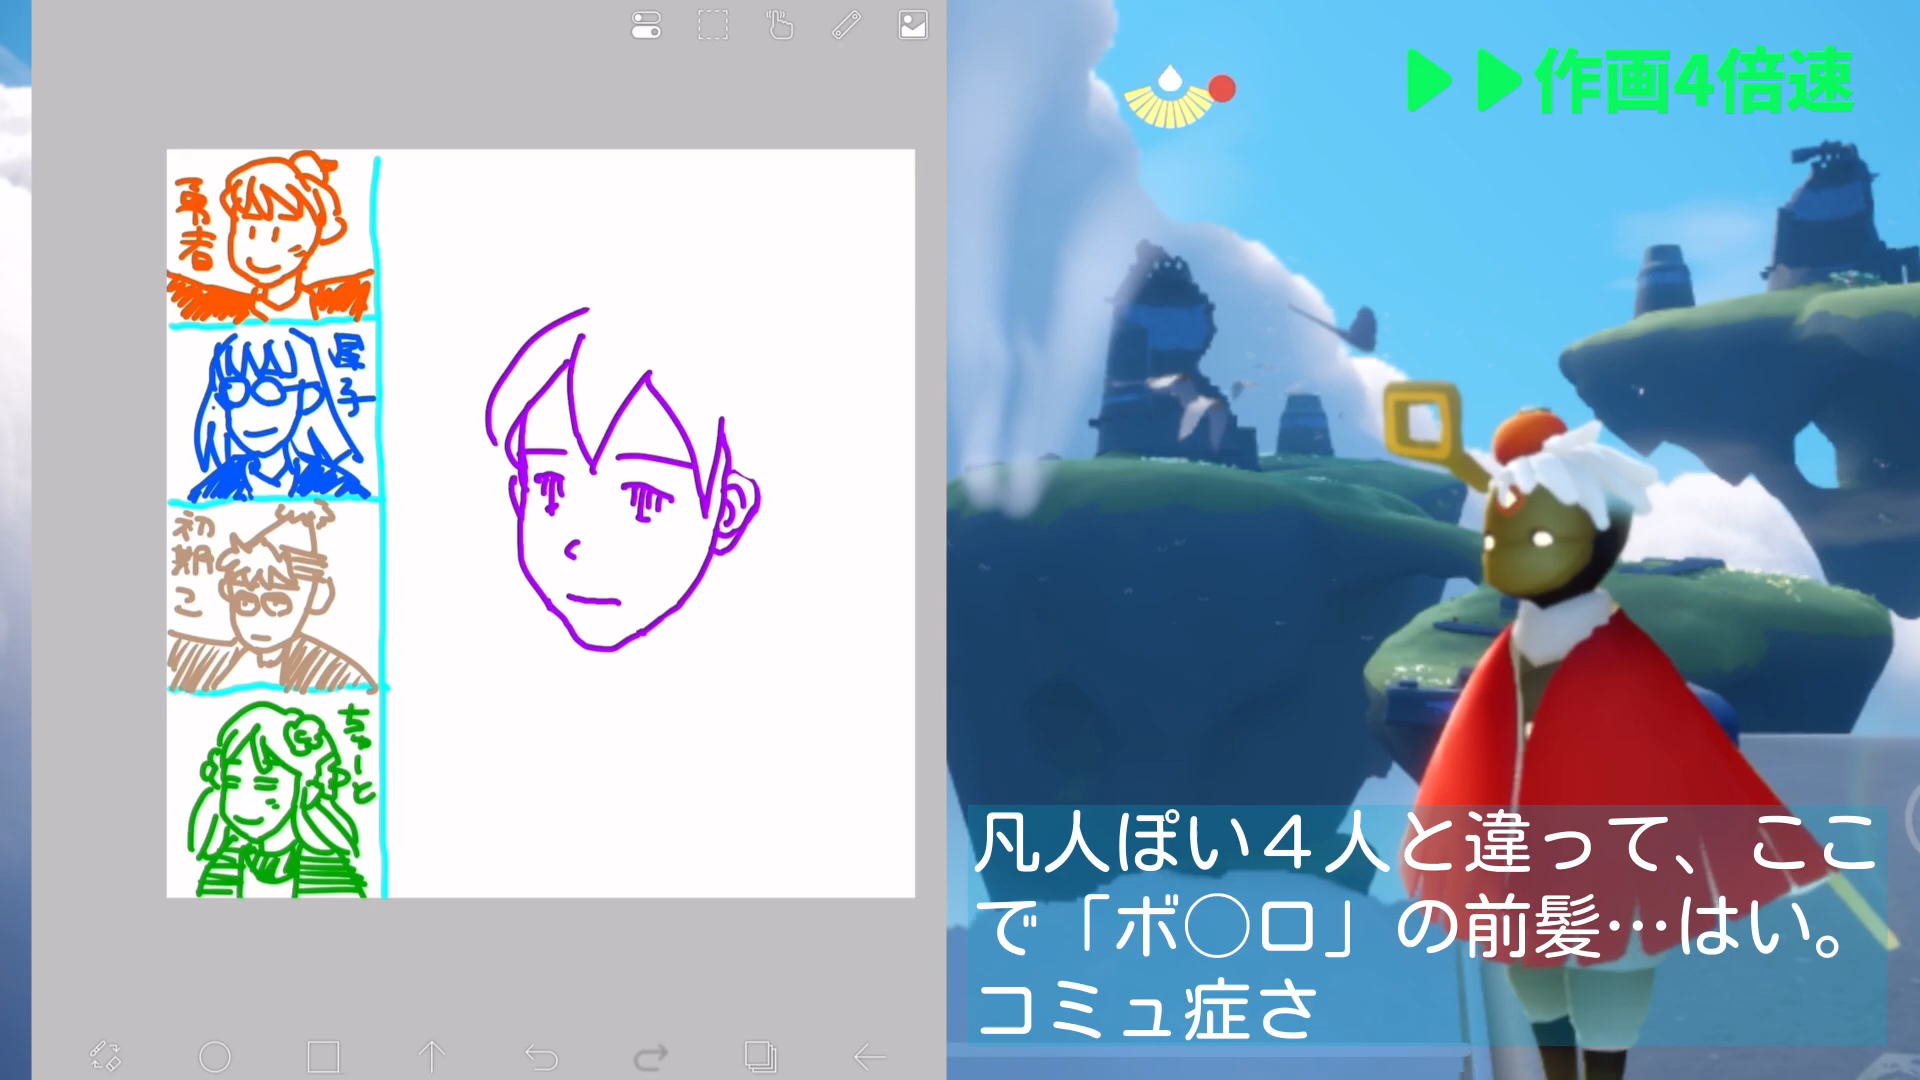 ▶▶作画4倍速
勇者
屋子
初期こ
ちゅーと
凡人ぽい４人と違って、ここ
で「ボ◯ロ」の前髪…はい。
コミュ症さ